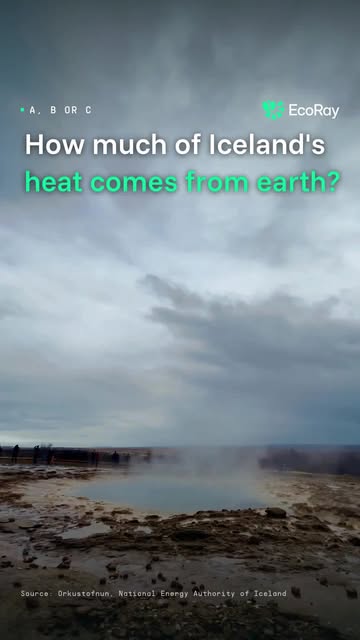 A, B OR C
EcoRay
How much of Iceland's
heat comes from earth?
Source: Orkustofnun, National Energy Authority of Iceland